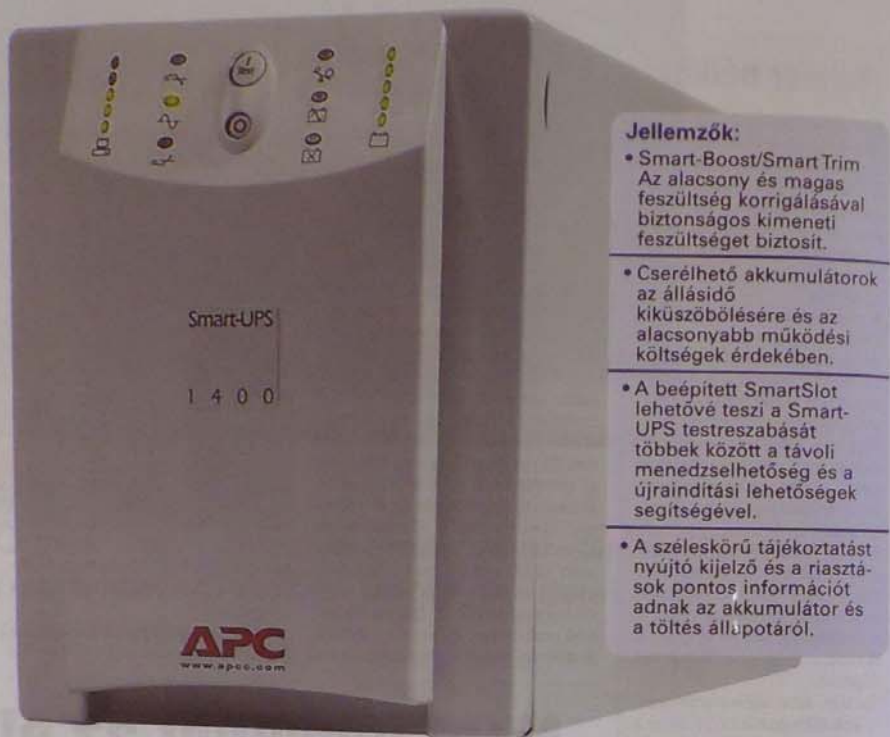 Test
Smart-UPS
1400
APC
www.apcc.com
Jellemzők:
• Smart-Boost/Smart Trim
Az alacsony és magas
feszültség korrigálásával
biztonságos kimeneti
feszültséget biztosit.
• Cserélhető akkumulátorok
az állásidő
kiküszöbölésére és az
alacsonyabb működési
költségek érdekében.
• A beépített SmartSlot
lehetővé teszi a Smart-
UPS testreszabását
többek között a távoli
menedzselhetőség és a
újraindítási lehetőségek
segítségével.
• A széleskörű tájékoztatást
nyújtó kijelző és a riasztá-
sok pontos információt
adnak az akkumulátor és
a töltés állapotáról.